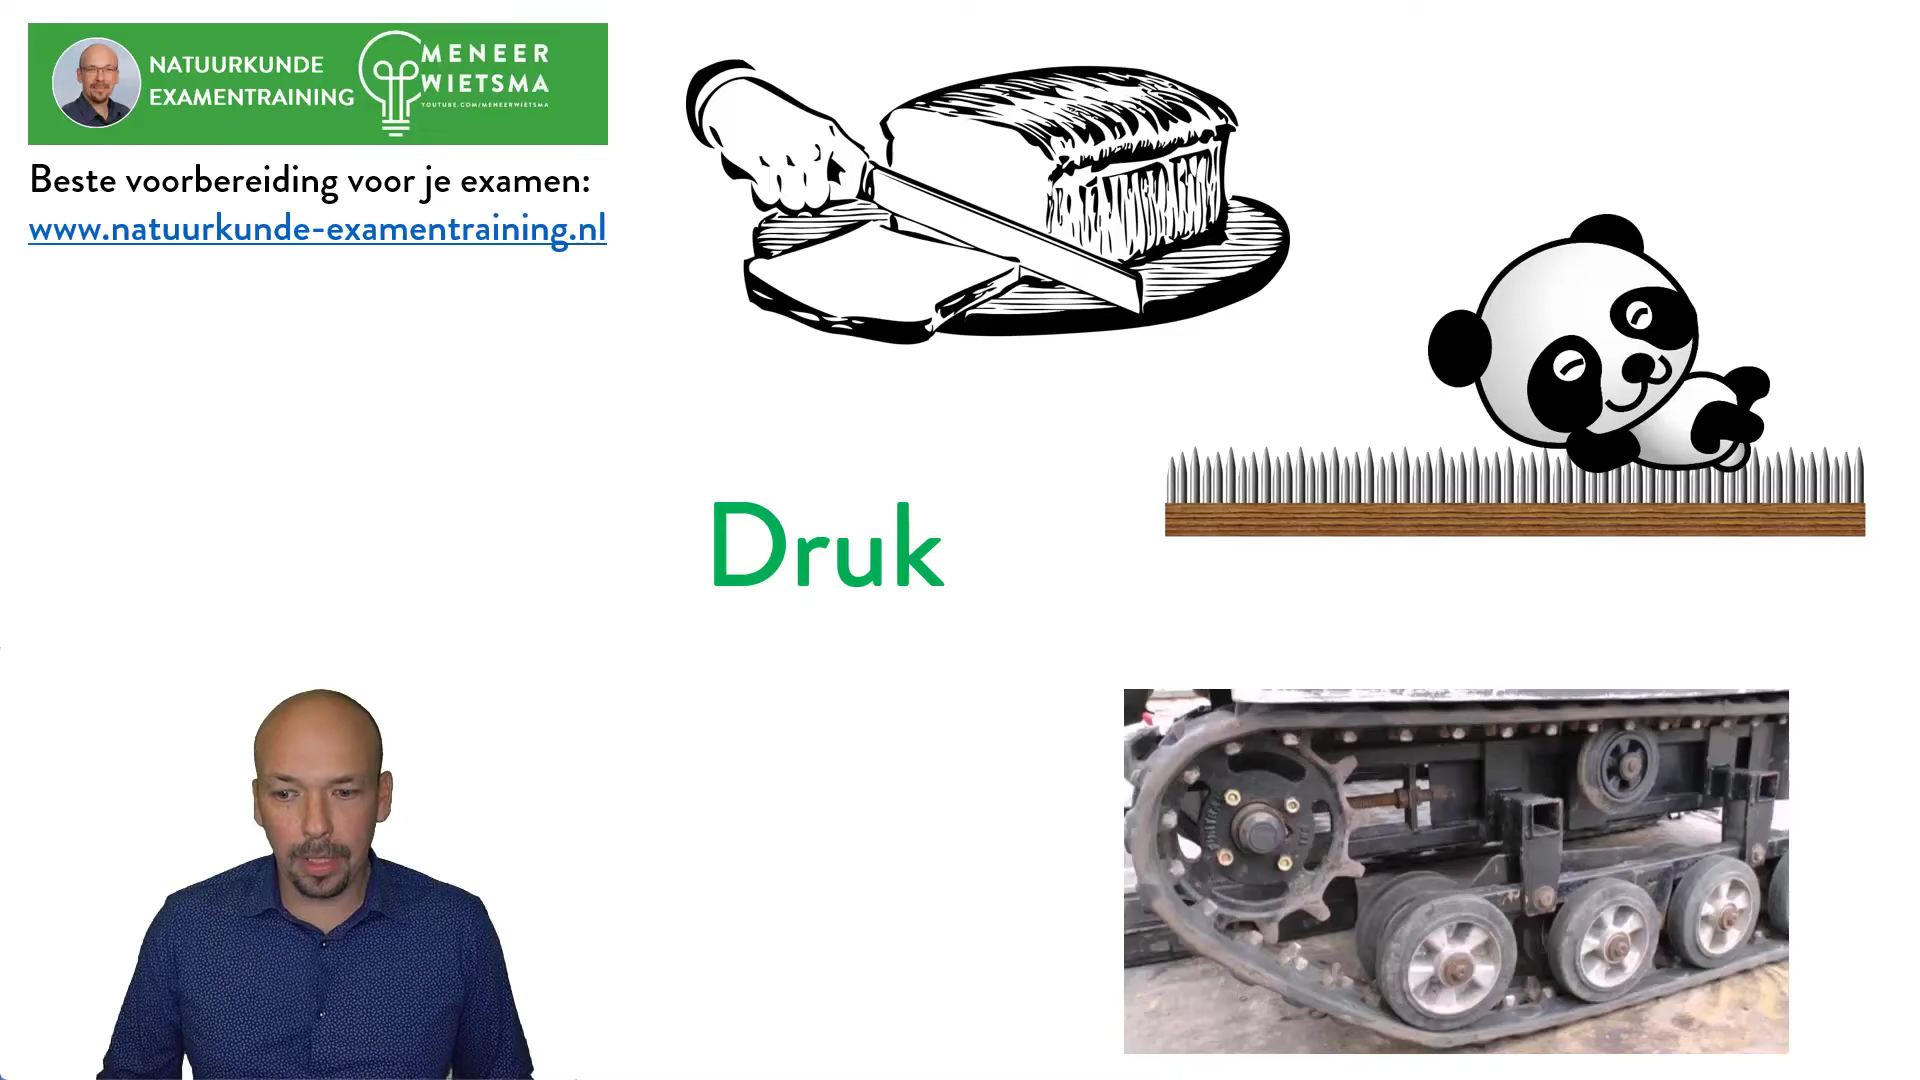 NATUURKUNDE
EXAMENTRAINING
MENEER
WIETSMA
YOUTUBE.COM/MENEERWIETSMA
Beste voorbereiding voor je examen:
www.natuurkunde-examentraining.nl
Druk